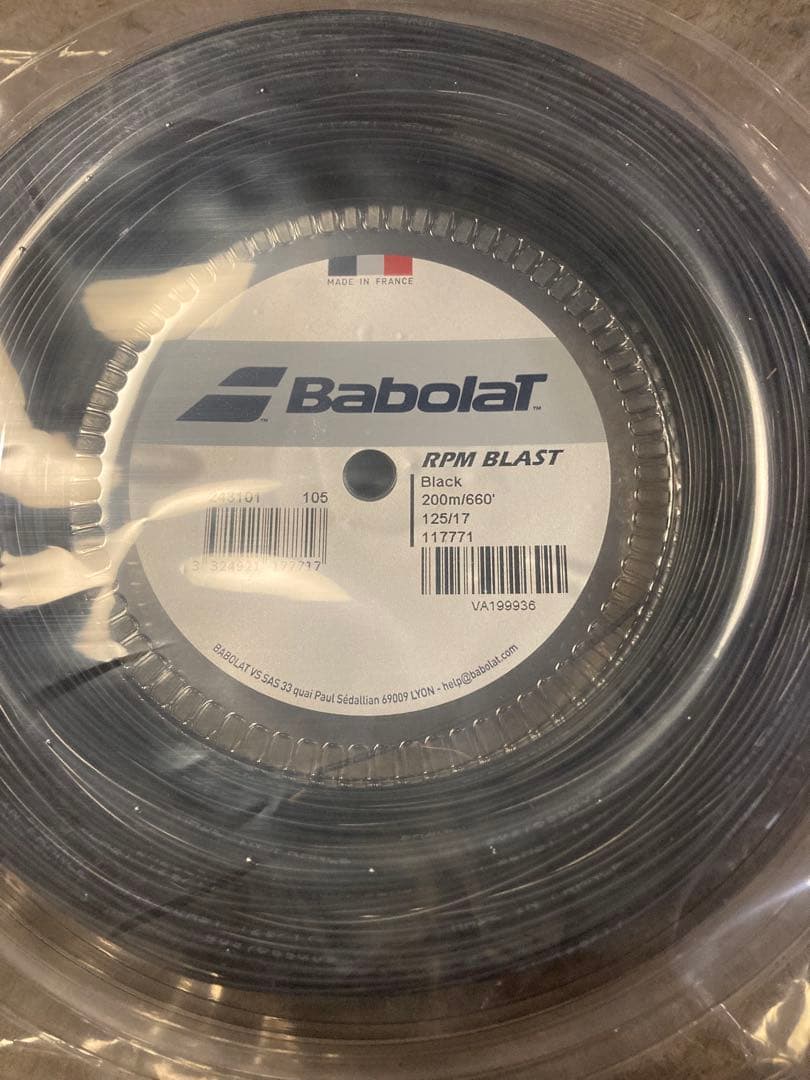 MADE IN FRANCE
BabolaT™
RPM BLAST
Black
200m/660'
125/17
117771
VA199936
105
BABOLAT VS SAS 33 quai Paul Sédallian 69009 LYON - help@babolat.com